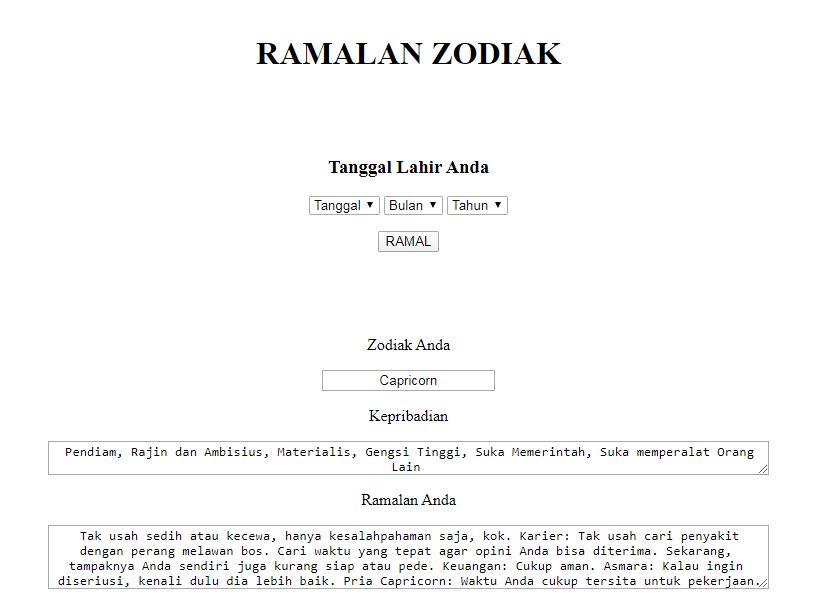 RAMALAN ZODIAK
Tanggal Lahir Anda
Tanggal Bulan Tahun
RAMAL
Zodiak Anda
Capricorn
Kepribadian
Pendiam, Rajin dan Ambisius, Materialis, Gengsi Tinggi, Suka Memerintah, Suka memperalat Orang
Lain
Ramalan Anda
Tak usah sedih atau kecewa, hanya kesalahpahaman saja, kok. Karier: Tak usah cari penyakit
dengan perang melawan bos. Cari waktu yang tepat agar opini Anda bisa diterima. Sekarang,
tampaknya Anda sendiri juga kurang siap atau pede. Keuangan: Cukup aman. Asmara: Kalau ingin
diseriusi, kenali dulu dia lebih baik. Pria Capricorn: Waktu Anda cukup tersita untuk pekerjaan.